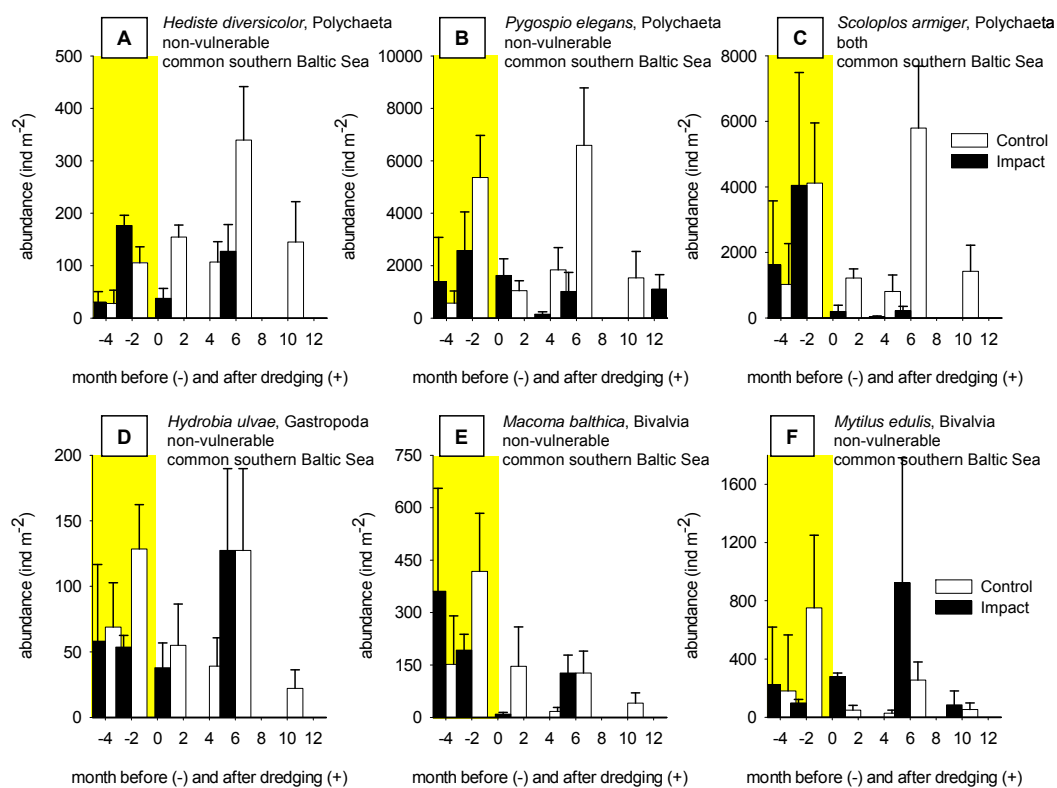 A
Hediste diversicolor, Polychaeta
non-vulnerable
common southern Baltic Sea
500
400
300
200
100
0
abundance (ind m-2)
-4 -2 0 2 4 6 8 10 12
month before (-) and after dredging (+)
B
Pygospio elegans, Polychaeta
non-vulnerable
common southern Baltic Sea
10000
8000
6000
4000
2000
0
abundance (ind m-2)
-4 -2 0 2 4 6 8 10 12
month before (-) and after dredging (+)
C
Scoloplos armiger, Polychaeta
both
common southern Baltic Sea
8000
6000
4000
2000
0
abundance (ind m-2)
Control
Impact
-4 -2 0 2 4 6 8 10 12
month before (-) and after dredging (+)
D
Hydrobia ulvae, Gastropoda
non-vulnerable
common southern Baltic Sea
200
150
100
50
0
abundance (ind m-2)
-4 -2 0 2 4 6 8 10 12
month before (-) and after dredging (+)
E
Macoma balthica, Bivalvia
non-vulnerable
common southern Baltic Sea
750
600
450
300
150
0
abundance (ind m-2)
-4 -2 0 2 4 6 8 10 12
month before (-) and after dredging (+)
F
Mytilus edulis, Bivalvia
non-vulnerable
common southern Baltic Sea
1600
1200
800
400
0
abundance (ind m-2)
Control
Impact
-4 -2 0 2 4 6 8 10 12
month before (-) and after dredging (+)